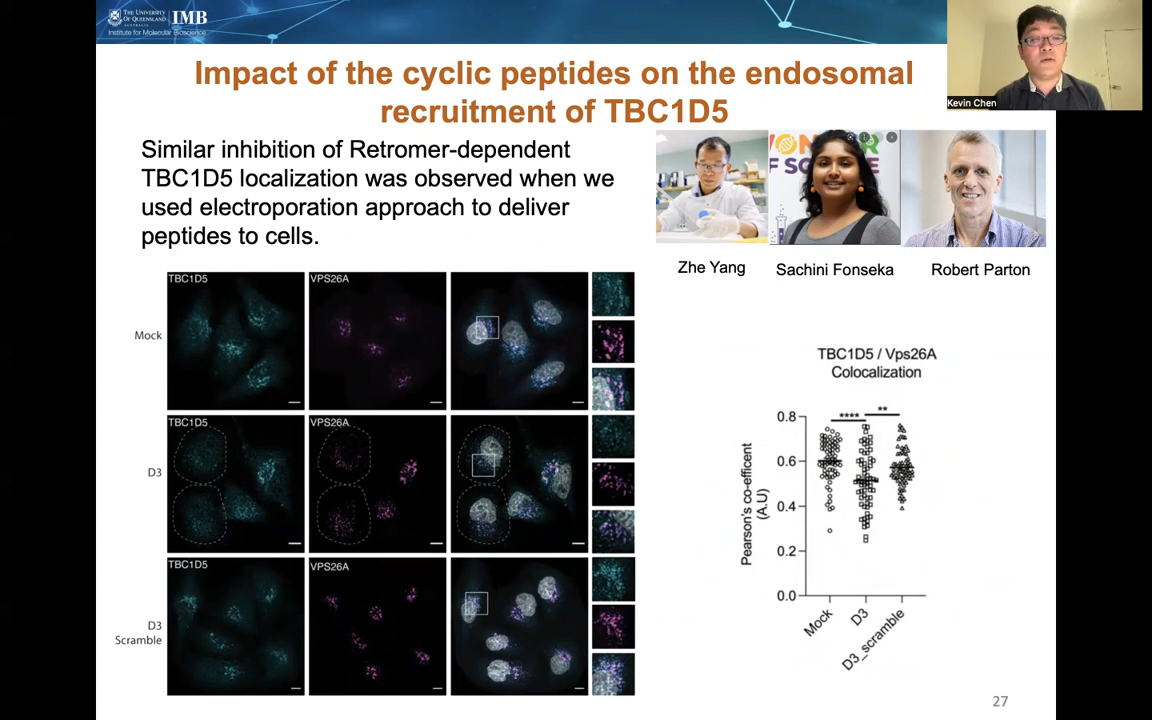 THE UNIVERSITY
OF QUEENSLAND
AUSTRALIA
IMB
Institute for Molecular Bioscience
Kevin Chen
Impact of the cyclic peptides on the endosomal
recruitment of TBC1D5
Similar inhibition of Retromer-dependent
TBC1D5 localization was observed when we
used electroporation approach to deliver
peptides to cells.
Zhe Yang
Sachini Fonseka
Robert Parton
TBC1D5
VPS26A
Mock
TBC1D5
VPS26A
D3
TBC1D5
VPS26A
D3
Scramble
TBC1D5 / Vps26A
Colocalization
****
**
0.8
0.6
0.4
0.2
0.0
Pearson's co-efficent
(A.U)
Mock
D3
D3_scramble
27